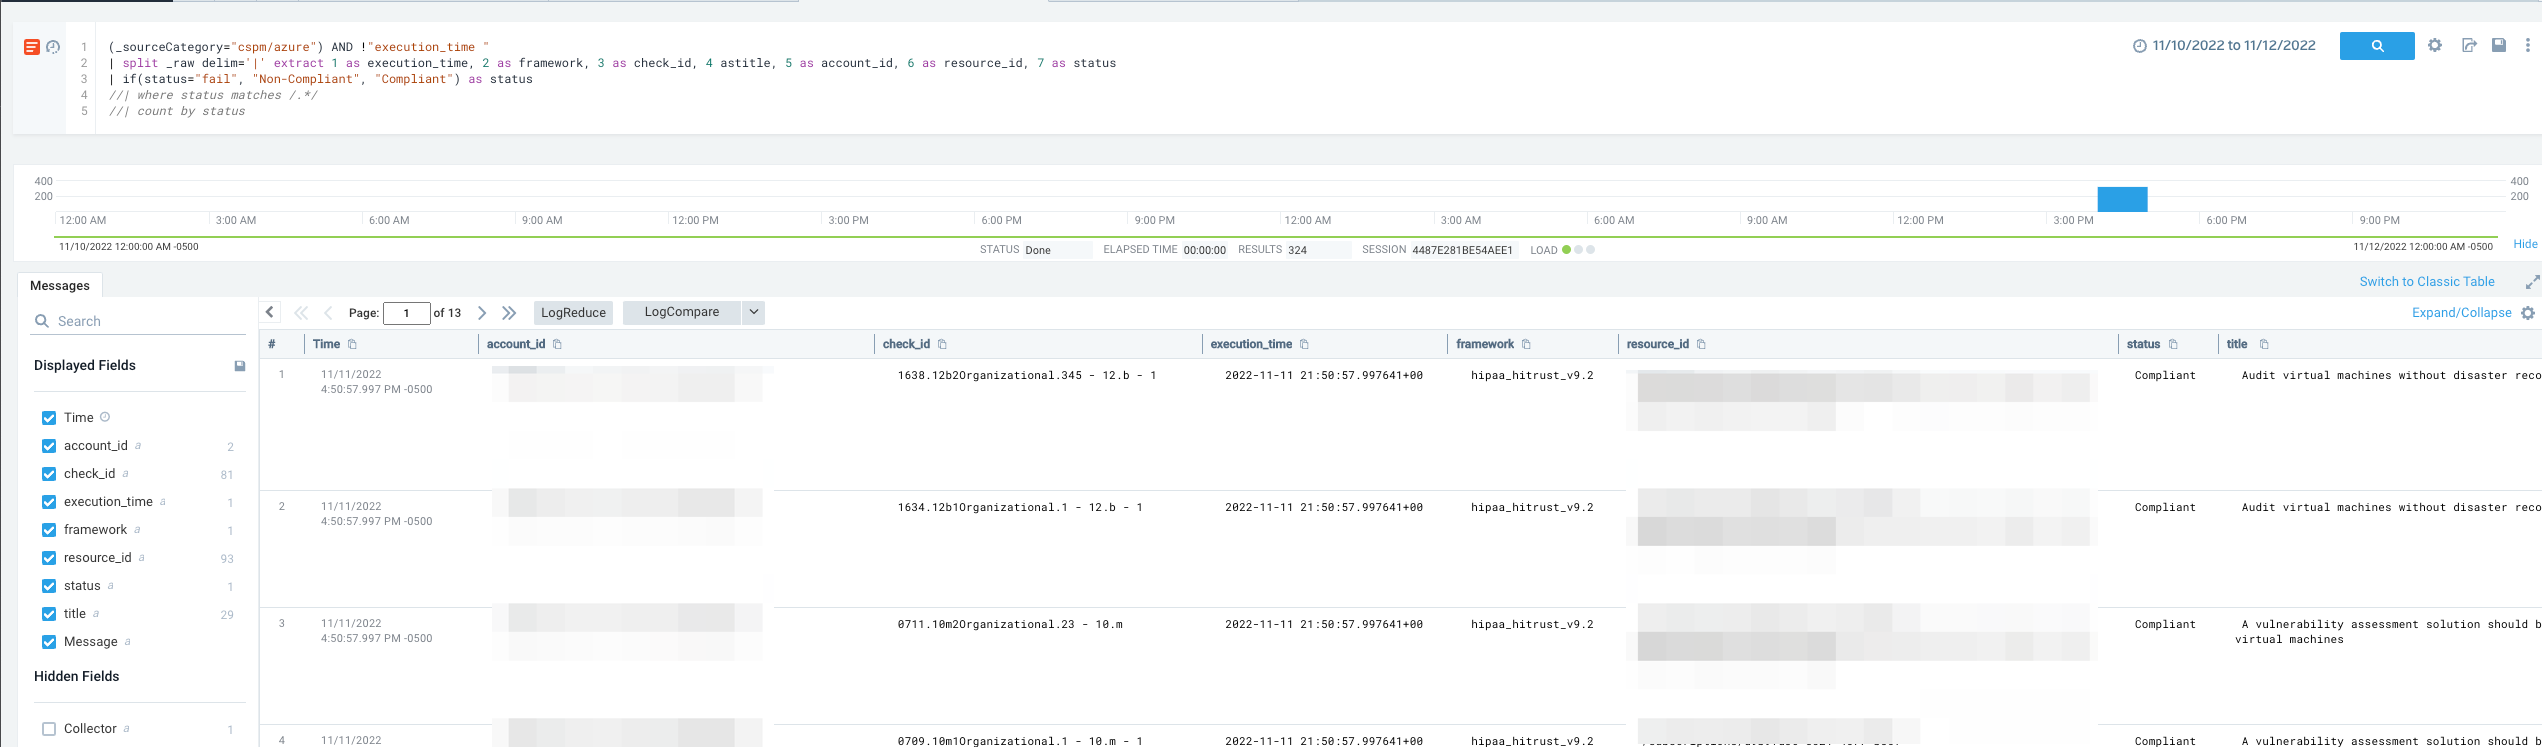 1 (_sourceCategory="cspm/azure") AND !"execution_time "
2 | split _raw delim='|' extract 1 as execution_time, 2 as framework, 3 as check_id, 4 astitle, 5 as account_id, 6 as resource_id, 7 as status
3 | if(status="fail", "Non-Compliant", "Compliant") as status
4 //| where status matches /.*/
5 //| count by status
11/10/2022 to 11/12/2022
400 400
200 200
12:00 AM 3:00 AM 6:00 AM 9:00 AM 12:00 PM 3:00 PM 6:00 PM 9:00 PM 12:00 AM 3:00 AM 6:00 AM 9:00 AM 12:00 PM 3:00 PM 6:00 PM 9:00 PM
11/10/2022 12:00:00 AM -0500 STATUS Done ELAPSED TIME 00:00:00 RESULTS 324 SESSION 4487E281BE54AEE1 LOAD 11/12/2022 12:00:00 AM -0500 Hide
Messages Switch to Classic Table
Search
Displayed Fields
Time
account_id a 2
check_id a 81
execution_time a 1
framework a 1
resource_id a 93
status a 1
title a 29
Message a
Hidden Fields
Collector a 1
Page: 1 of 13 LogReduce LogCompare Expand/Collapse
# Time account_id check_id execution_time framework resource_id status title
1 11/11/2022 1638.12b2Organizational.345 - 12.b - 1 2022-11-11 21:50:57.997641+00 hipaa_hitrust_v9.2 Compliant Audit virtual machines without disaster reco
4:50:57.997 PM -0500
2 11/11/2022 1634.12b1Organizational.1 - 12.b - 1 2022-11-11 21:50:57.997641+00 hipaa_hitrust_v9.2 Compliant Audit virtual machines without disaster reco
4:50:57.997 PM -0500
3 11/11/2022 0711.10m2Organizational.23 - 10.m 2022-11-11 21:50:57.997641+00 hipaa_hitrust_v9.2 Compliant A vulnerability assessment solution should b
4:50:57.997 PM -0500 virtual machines
4 11/11/2022 0709.10m1Organizational.1 - 10.m - 1 2022-11-11 21:50:57.997641+00 hipaa_hitrust_v9.2 Compliant A vulnerability assessment solution should b